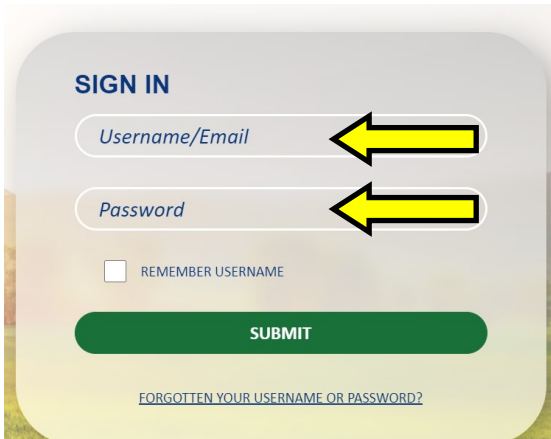 SIGN IN
Username/Email
Password
REMEMBER USERNAME
SUBMIT
FORGOTTEN YOUR USERNAME OR PASSWORD?